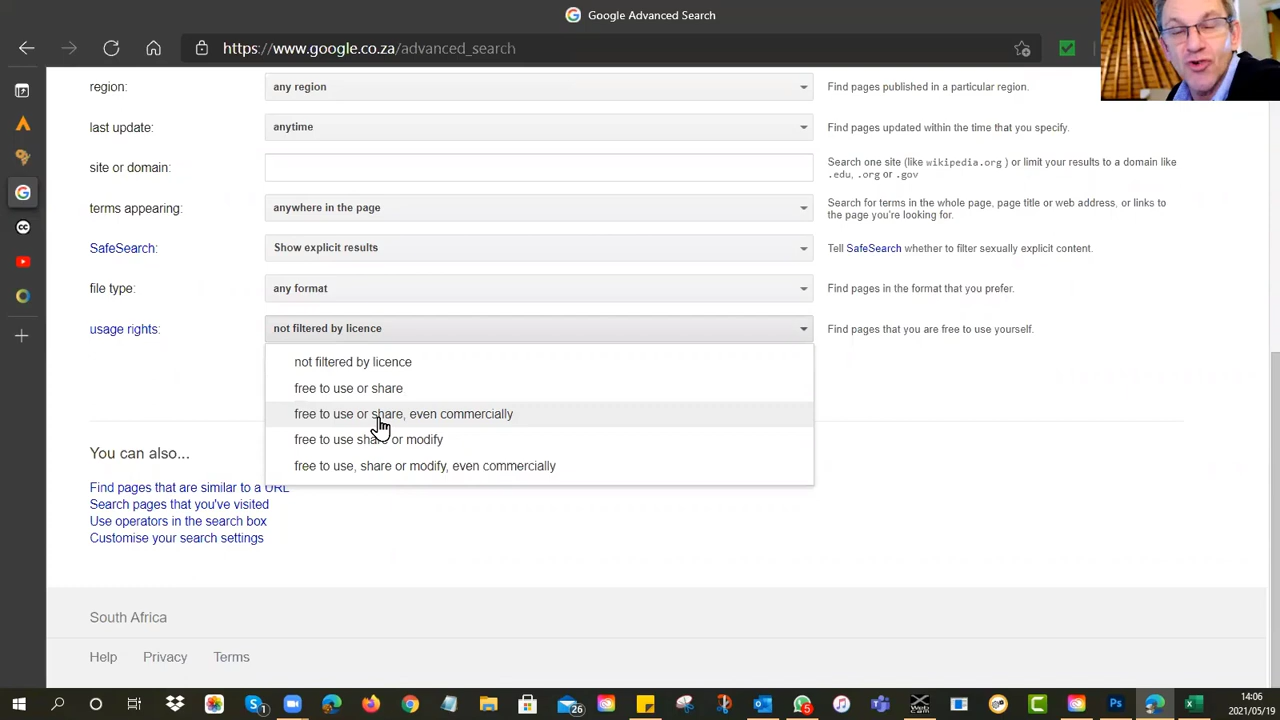 Google Advanced Search
https://www.google.co.za/advanced_search
region: any region Find pages published in a particular region.
last update: anytime Find pages updated within the time that you specify.
site or domain: Search one site (like wikipedia.org ) or limit your results to a domain like
.edu, .org or .gov
terms appearing: anywhere in the page Search for terms in the whole page, page title or web address, or links to
the page you're looking for.
SafeSearch: Show explicit results Tell SafeSearch whether to filter sexually explicit content.
file type: any format Find pages in the format that you prefer.
usage rights: not filtered by licence Find pages that you are free to use yourself.
not filtered by licence
free to use or share
free to use or share, even commercially
free to use share or modify
free to use, share or modify, even commercially
You can also...
Find pages that are similar to a URL
Search pages that you've visited
Use operators in the search box
Customise your search settings
South Africa
Help Privacy Terms
14:06
2021/05/19